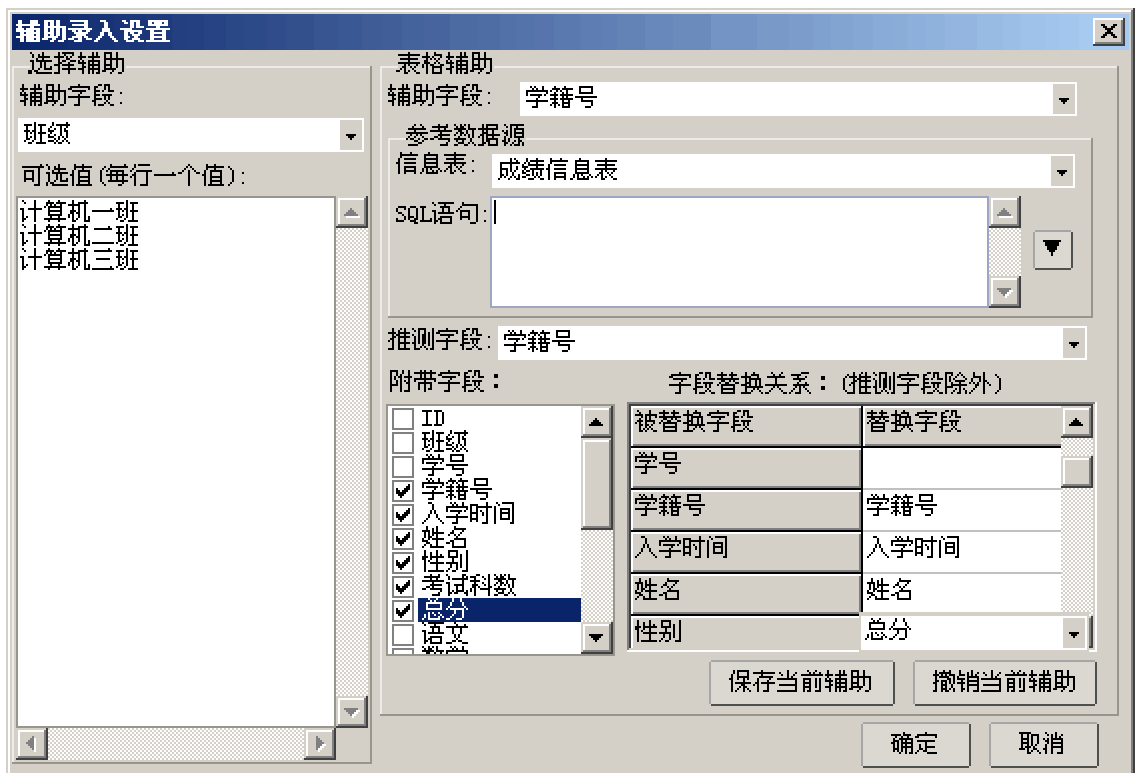 辅助录入设置
选择辅助
辅助字段:
班级
可选值(每行一个值):
计算机一班
计算机二班
计算机三班
表格辅助
辅助字段: 学籍号
参考数据源
信息表: 成绩信息表
SQL语句:
推测字段: 学籍号
附带字段：
ID
班级
学号
学籍号
入学时间
姓名
性别
考试科数
总分
语文
字段替换关系：(推测字段除外)
被替换字段 替换字段
学号
学籍号 学籍号
入学时间 入学时间
姓名 姓名
性别 总分
保存当前辅助 撤销当前辅助
确定 取消